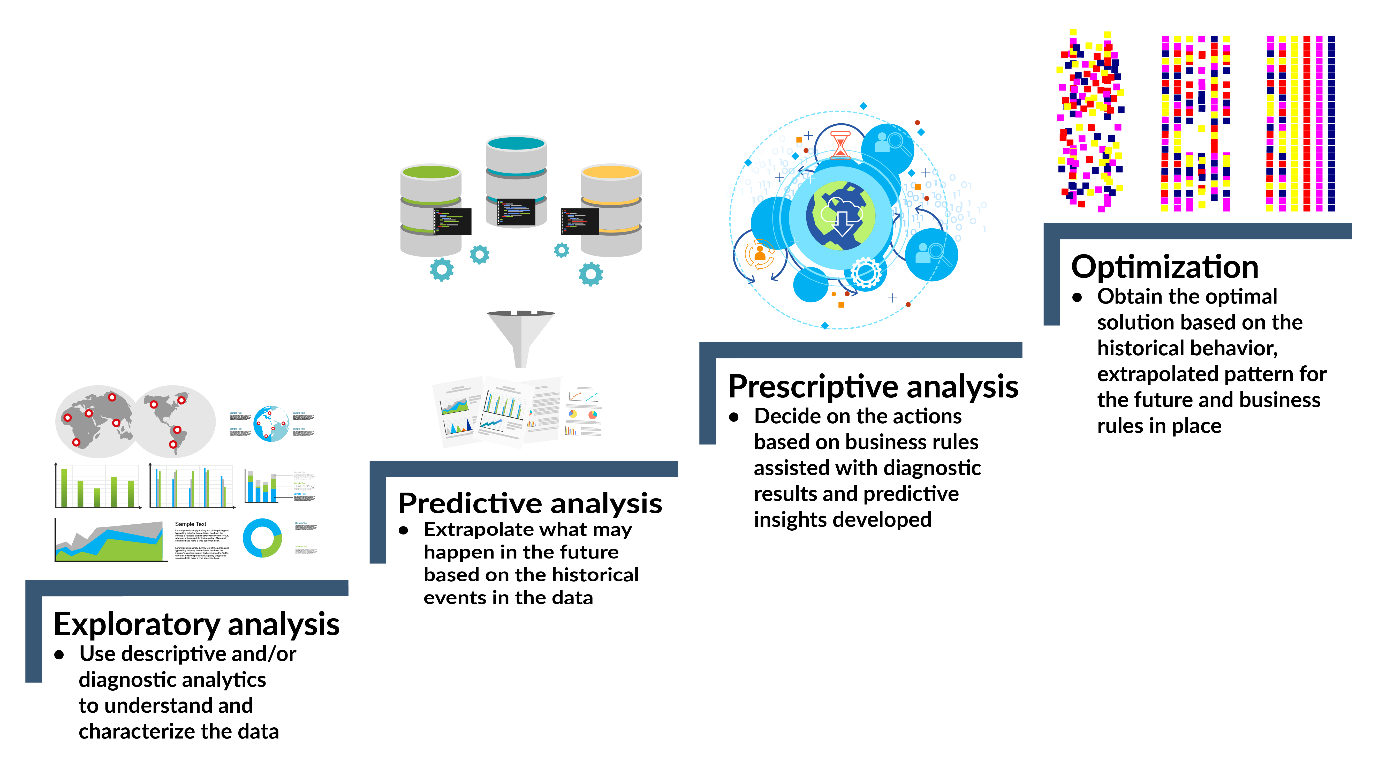 Exploratory analysis
● Use descriptive and/or
diagnostic analytics
to understand and
characterize the data
Sample Text
Predictive analysis
● Extrapolate what may
happen in the future
based on the historical
events in the data
Prescriptive analysis
● Decide on the actions
based on business rules
assisted with diagnostic
results and predictive
insights developed
Optimization
● Obtain the optimal
solution based on the
historical behavior,
extrapolated pattern for
the future and business
rules in place